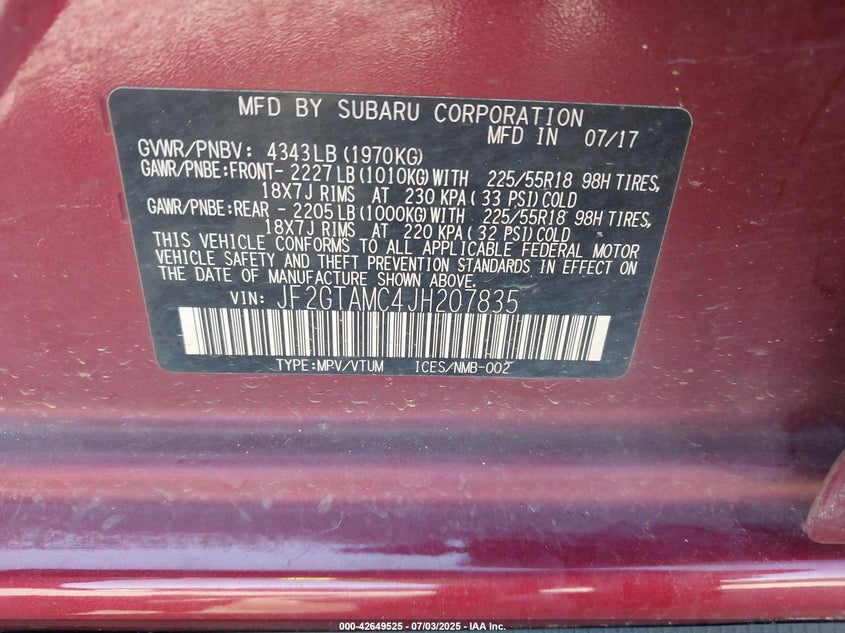 MFD BY SUBARU CORPORATION
MFD IN 07/17
GVWR/PNBV: 4343LB (1970KG)
GAWR/PNBE:FRONT- 2227LB (1010KG) WITH 225/55R18 98H TIRES,
18X7J RIMS AT 230 KPA ( 33 PSI) COLD
GAWR/PNBE:REAR - 2205LB (1000KG) WITH 225/55R18 98H TIRES,
18X7J RIMS AT 220 KPA ( 32 PSI) COLD
THIS VEHICLE CONFORMS TO ALL APPLICABLE FEDERAL MOTOR
VEHICLE SAFETY AND THEFT PREVENTION STANDARDS IN EFFECT ON
THE DATE OF MANUFACTURE SHOWN ABOVE.
VIN: JF2GTAMC4JH207835
TYPE:MPV/VTUM ICES/NMB-002
000-42649525 - 07/03/2025 - IAA Inc.